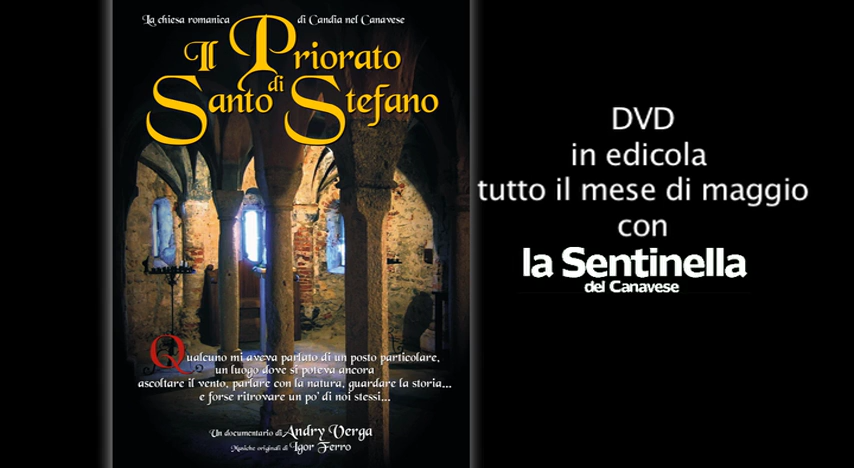 La chiesa romanica di Candia nel Canavese
Il Priorato
di
Santo Stefano
Qualcuno mi aveva parlato di un posto particolare,
un luogo dove si poteva ancora
ascoltare il vento, parlare con la natura, guardare la storia...
e forse ritrovare un po' di noi stessi...
Un documentario di Andry Verga
Musiche originali di Igor Ferro
DVD
in edicola
tutto il mese di maggio
con
la Sentinella
del Canavese